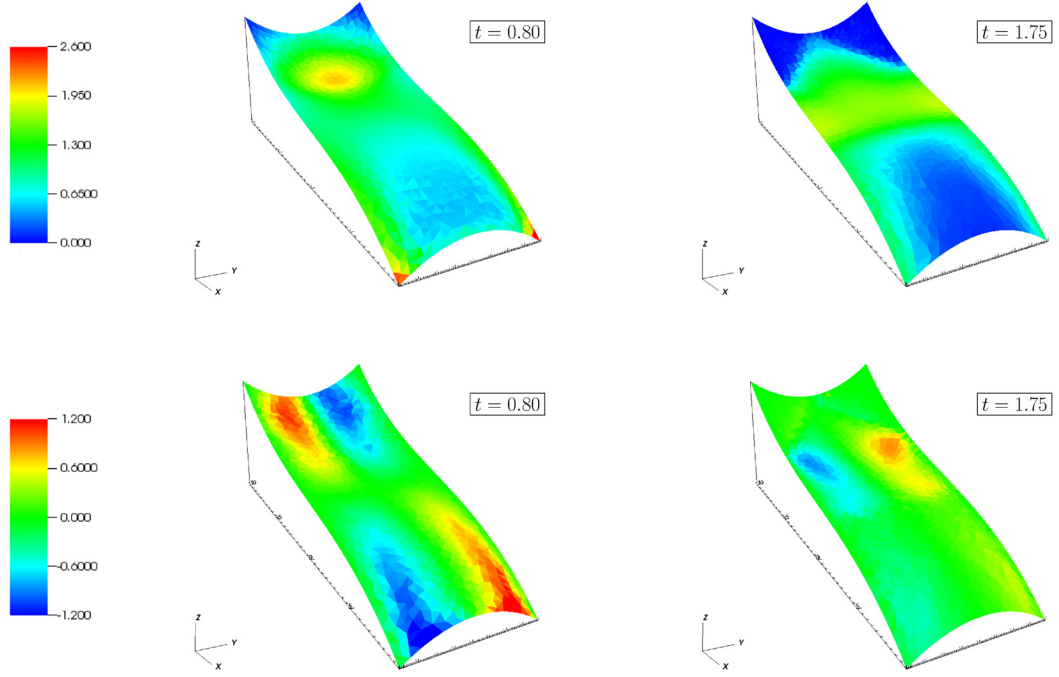 t = 0.80
t = 1.75
2.600
1.950
1.300
0.6500
0.000
Z
Y
X
Z
Y
X
t = 0.80
t = 1.75
1.200
0.6000
0.000
-0.6000
-1.200
Z
Y
X
Z
Y
X